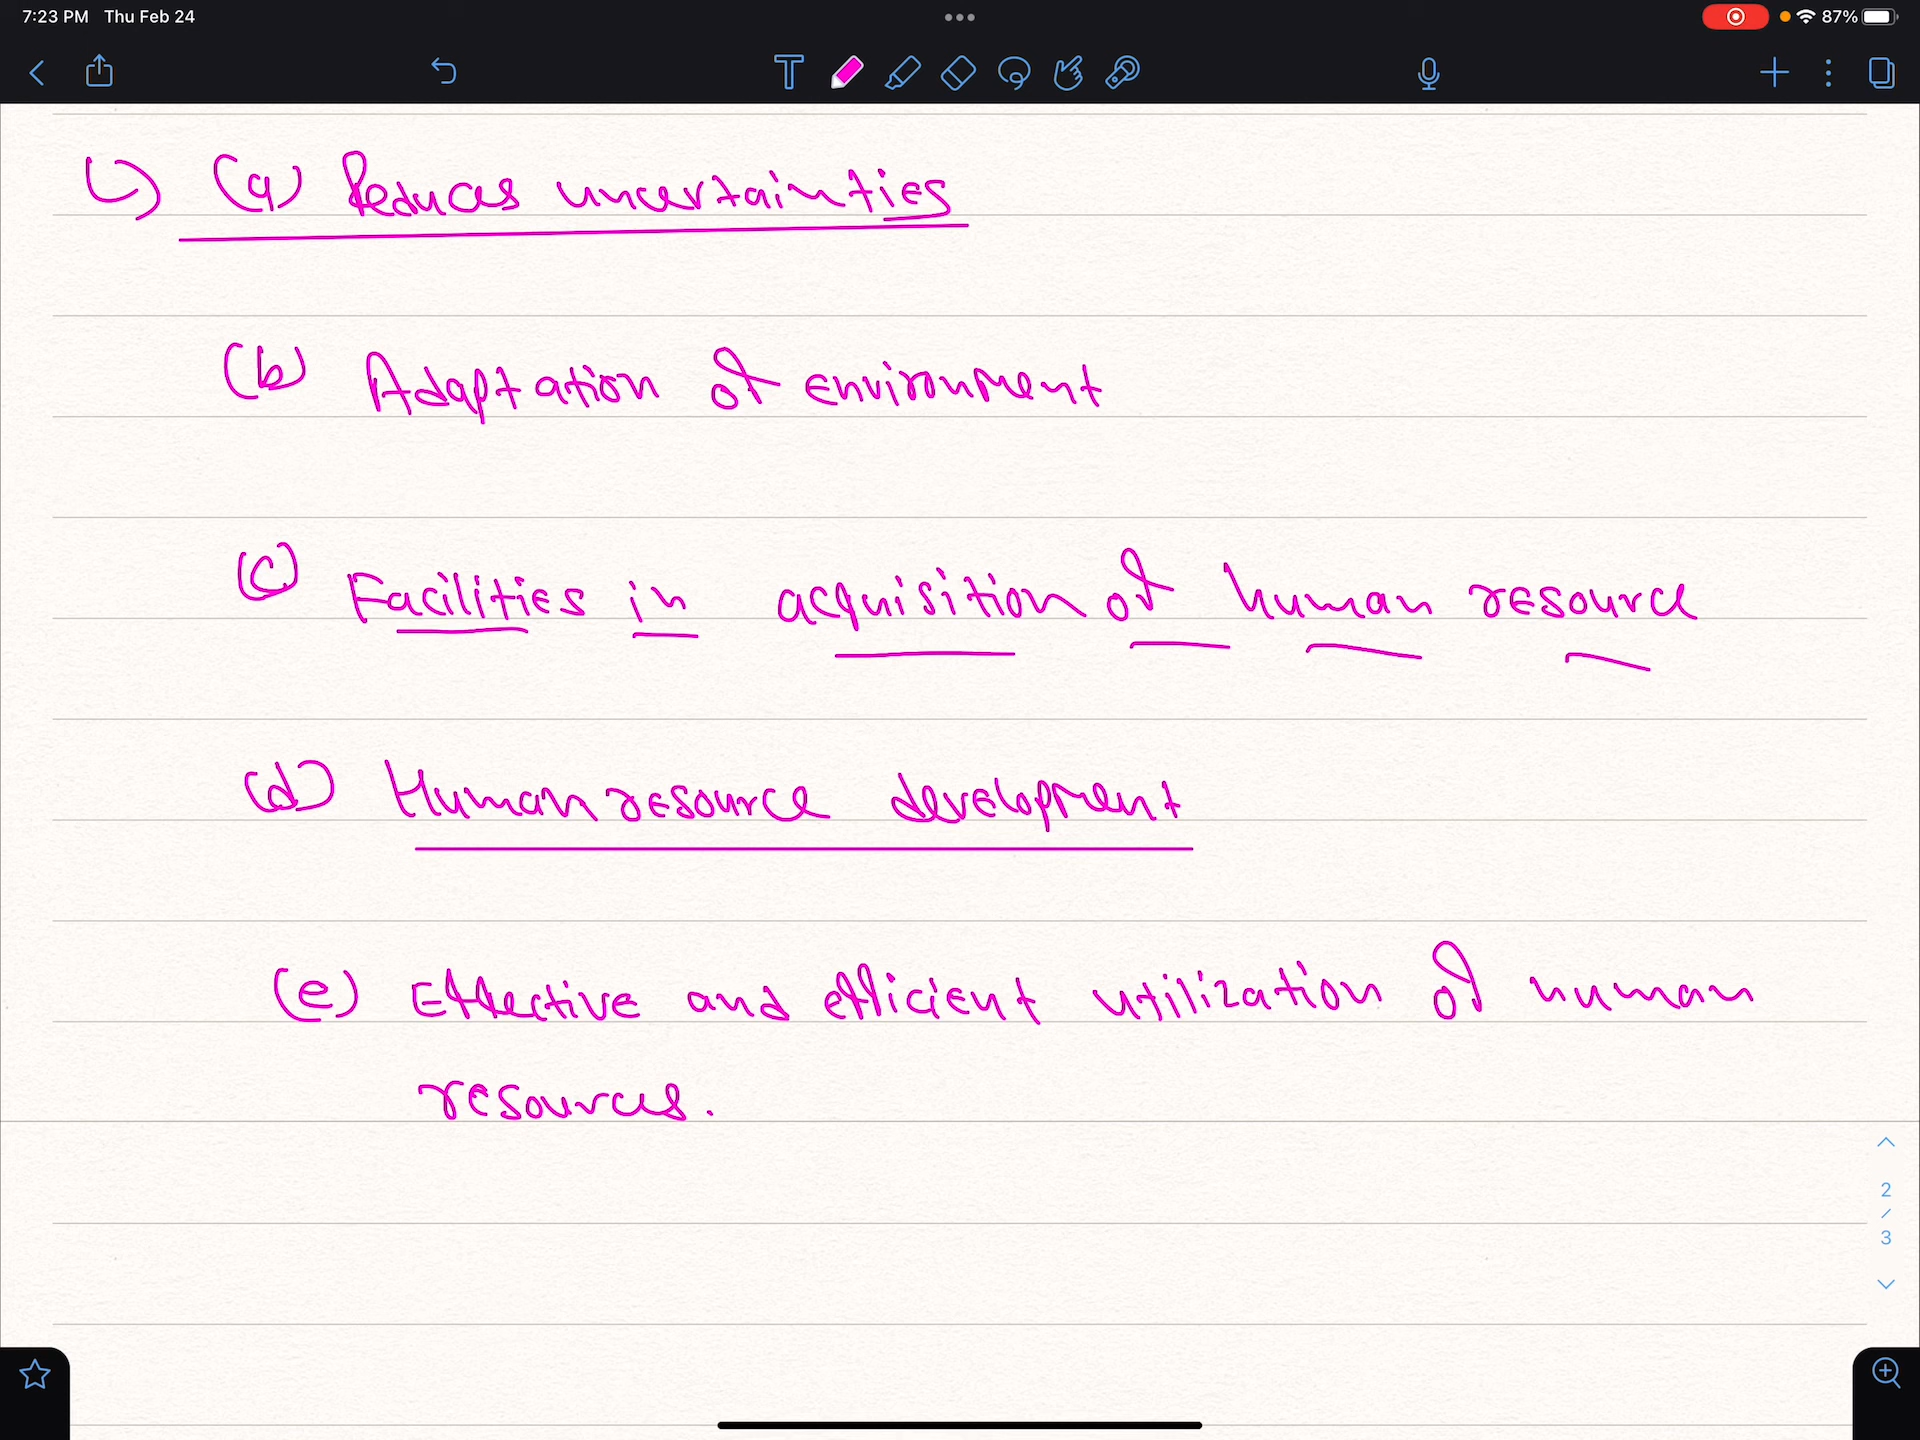 7:23 PM Thu Feb 24
87%
(a) Reduces uncertainties
(b) Adaptation of environment
(c) Facilities in acquisition of human resource
(d) Human resource development
(e) Effective and efficient utilization of human
resources.
2
/
3